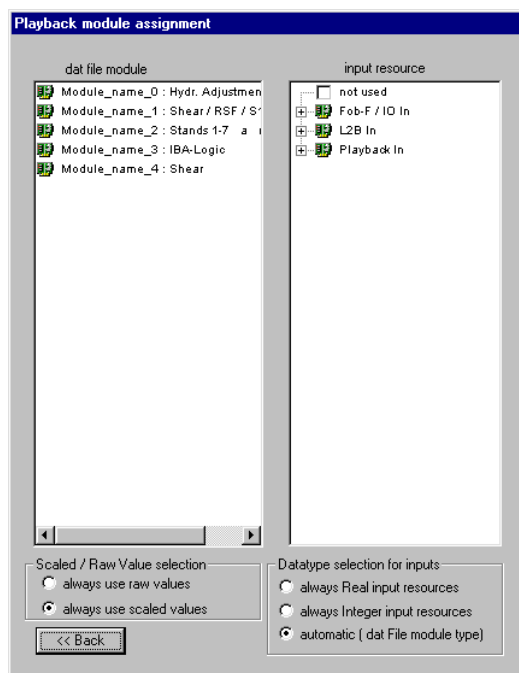 Playback module assignment
dat file module
Module_name_0 : Hydr. Adjustmen
Module_name_1 : Shear / RSF / S
Module_name_2 : Stands 1-7 a
Module_name_3 : IBA-Logic
Module_name_4 : Shear
input resource
not used
Fob-F / IO In
L2B In
Playback In
Scaled / Raw Value selection
always use raw values
always use scaled values
Datatype selection for inputs
always Real input resources
always Integer input resources
automatic ( dat File module type)
<< Back